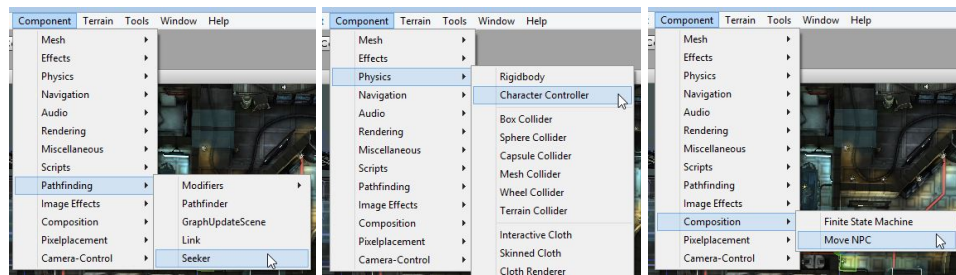 Component Terrain Tools Window Help
Mesh
Effects
Physics
Navigation
Audio
Rendering
Miscellaneous
Scripts
Pathfinding
Image Effects
Composition
Pixelplacement
Camera-Control
Modifiers
Pathfinder
GraphUpdateScene
Link
Seeker
Component Terrain Tools Window Help
Mesh
Effects
Physics
Navigation
Audio
Rendering
Miscellaneous
Scripts
Pathfinding
Image Effects
Composition
Pixelplacement
Camera-Control
Rigidbody
Character Controller
Box Collider
Sphere Collider
Capsule Collider
Mesh Collider
Wheel Collider
Terrain Collider
Interactive Cloth
Skinned Cloth
Cloth Renderer
Component Terrain Tools Window Help
Mesh
Effects
Physics
Navigation
Audio
Rendering
Miscellaneous
Scripts
Pathfinding
Image Effects
Composition
Pixelplacement
Camera-Control
Finite State Machine
Move NPC